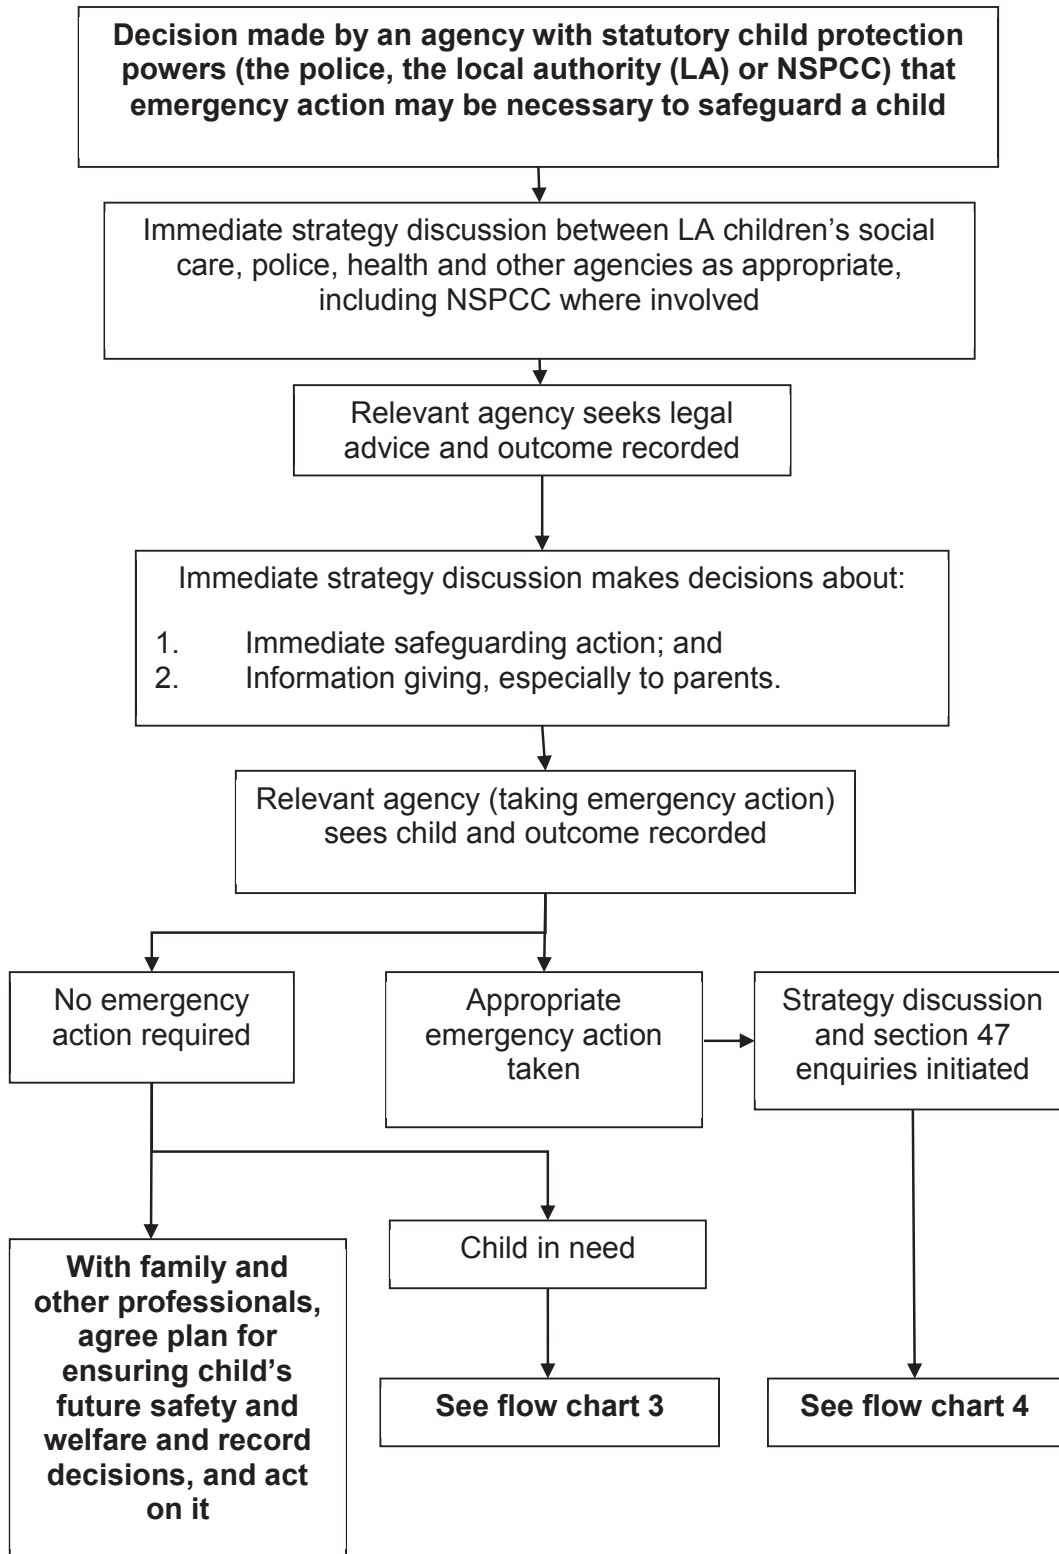 Decision made by an agency with statutory child protection
powers (the police, the local authority (LA) or NSPCC) that
emergency action may be necessary to safeguard a child
Immediate strategy discussion between LA children’s social
care, police, health and other agencies as appropriate,
including NSPCC where involved
Relevant agency seeks legal
advice and outcome recorded
Immediate strategy discussion makes decisions about:
1. Immediate safeguarding action; and
2. Information giving, especially to parents.
Relevant agency (taking emergency action)
sees child and outcome recorded
No emergency
action required
Appropriate
emergency action
taken
Strategy discussion
and section 47
enquiries initiated
With family and
other professionals,
agree plan for
ensuring child’s
future safety and
welfare and record
decisions, and act
on it
Child in need
See flow chart 3
See flow chart 4